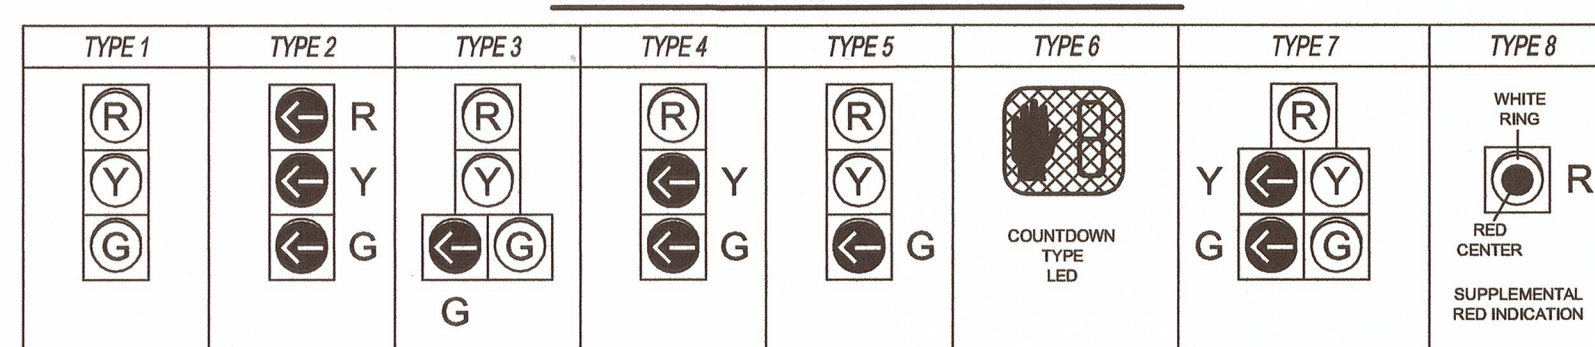 TYPE 1
TYPE 2
TYPE 3
TYPE 4
TYPE 5
TYPE 6
TYPE 7
TYPE 8
R
Y
G
R
Y
G
R
Y
G
G
R
Y
G
R
Y
G
8
COUNTDOWN
TYPE
LED
R
Y
Y
G
G
WHITE
RING
R
RED
CENTER
SUPPLEMENTAL
RED INDICATION